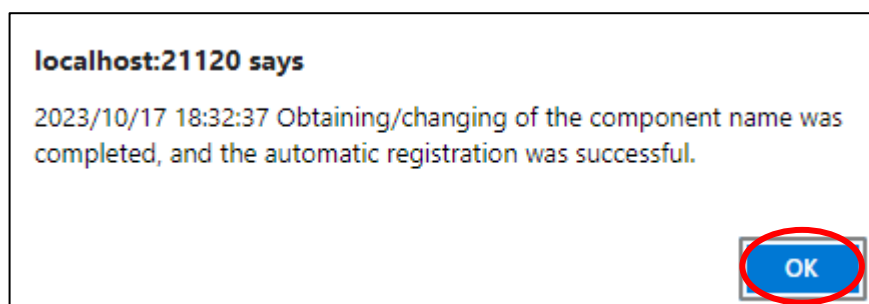 localhost:21120 says
2023/10/17 18:32:37 Obtaining/changing of the component name was
completed, and the automatic registration was successful.
OK